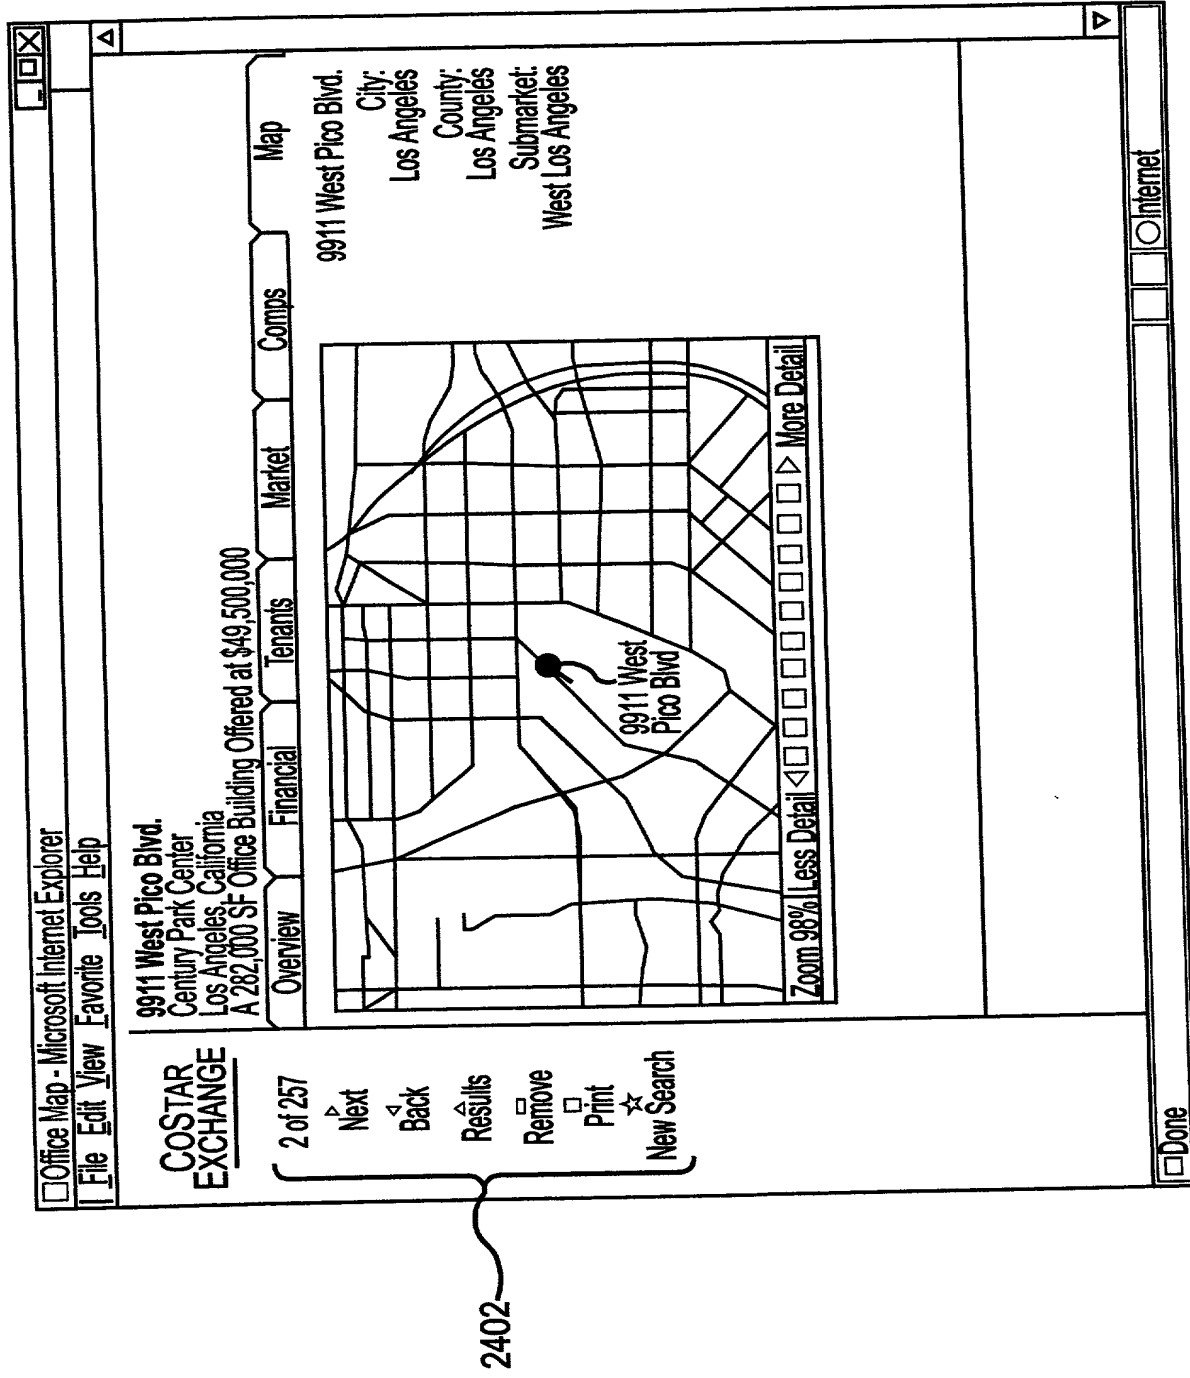 Office Map - Microsoft Internet Explorer
File Edit View Favorite Tools Help
COSTAR
EXCHANGE
2 of 257
Next
Back
Results
Remove
Print
New Search
2402
9911 West Pico Blvd.
Century Park Center
Los Angeles, California
A 282,000 SF Office Building Offered at $49,500,000
Overview Financial Tenants Market Comps Map
9911 West
Pico Blvd
Zoom 98% Less Detail More Detail
9911 West Pico Blvd.
City:
Los Angeles
County:
Los Angeles
Submarket:
West Los Angeles
Done Internet